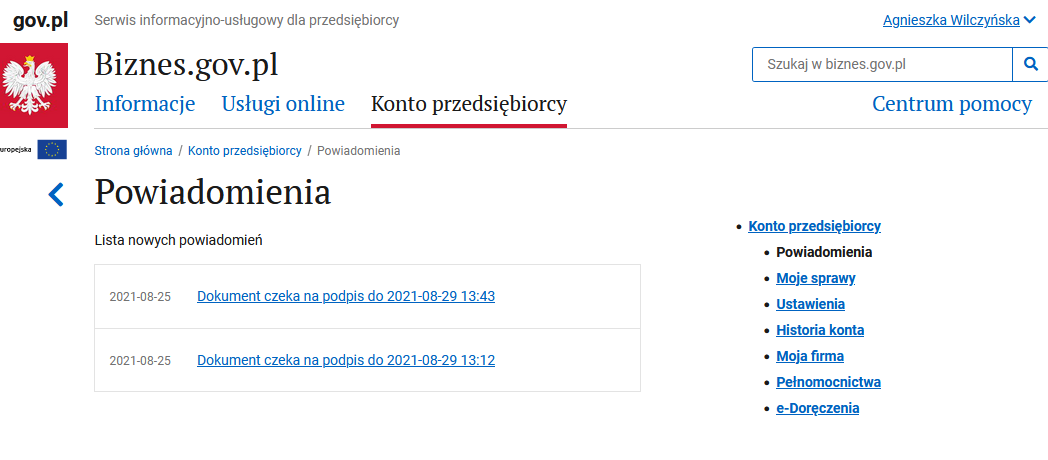 gov.pl Serwis informacyjno-usługowy dla przedsiębiorcy Agnieszka Wilczyńska
Biznes.gov.pl Szukaj w biznes.gov.pl
Informacje Usługi online Konto przedsiębiorcy Centrum pomocy
uropejska Strona główna / Konto przedsiębiorcy / Powiadomienia
Powiadomienia
Lista nowych powiadomień
2021-08-25 Dokument czeka na podpis do 2021-08-29 13:43
2021-08-25 Dokument czeka na podpis do 2021-08-29 13:12
• Konto przedsiębiorcy
• Powiadomienia
• Moje sprawy
• Ustawienia
• Historia konta
• Moja firma
• Pełnomocnictwa
• e-Doręczenia